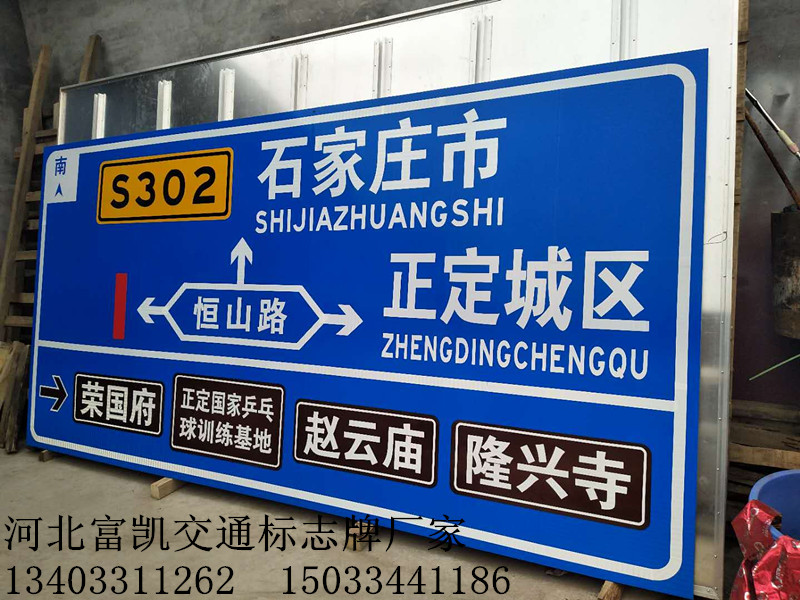 南
S302
石家庄市
SHIJIAZHUANGSHI
正定城区
ZHENGDINGCHENGQU
恒山路
荣国府
正定国家乒乓
球训练基地
赵云庙
隆兴寺
河北富凯交通标志牌厂家
13403311262 15033441186